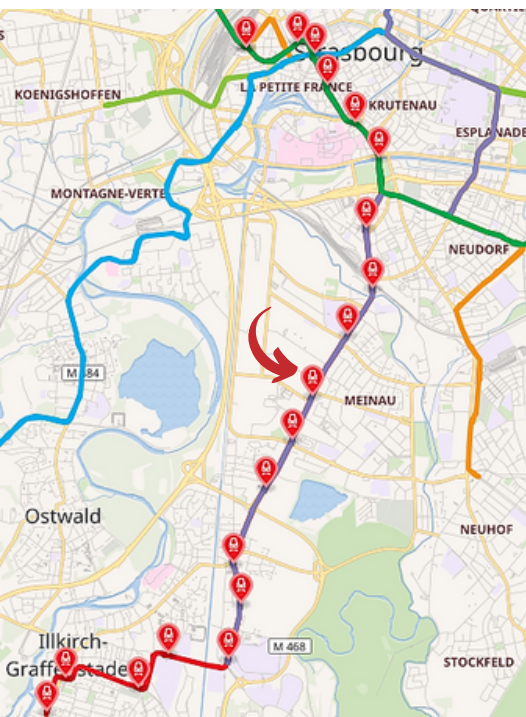 Strasbourg
KOENIGSHOFFEN
LA PETITE FRANCE
KRUTENAU
ESPLANADE
MONTAGNE-VERTE
NEUDORF
M 484
MEINAU
Ostwald
NEUHOF
Illkirch-
Graffenstaden
M 468
STOCKFELD